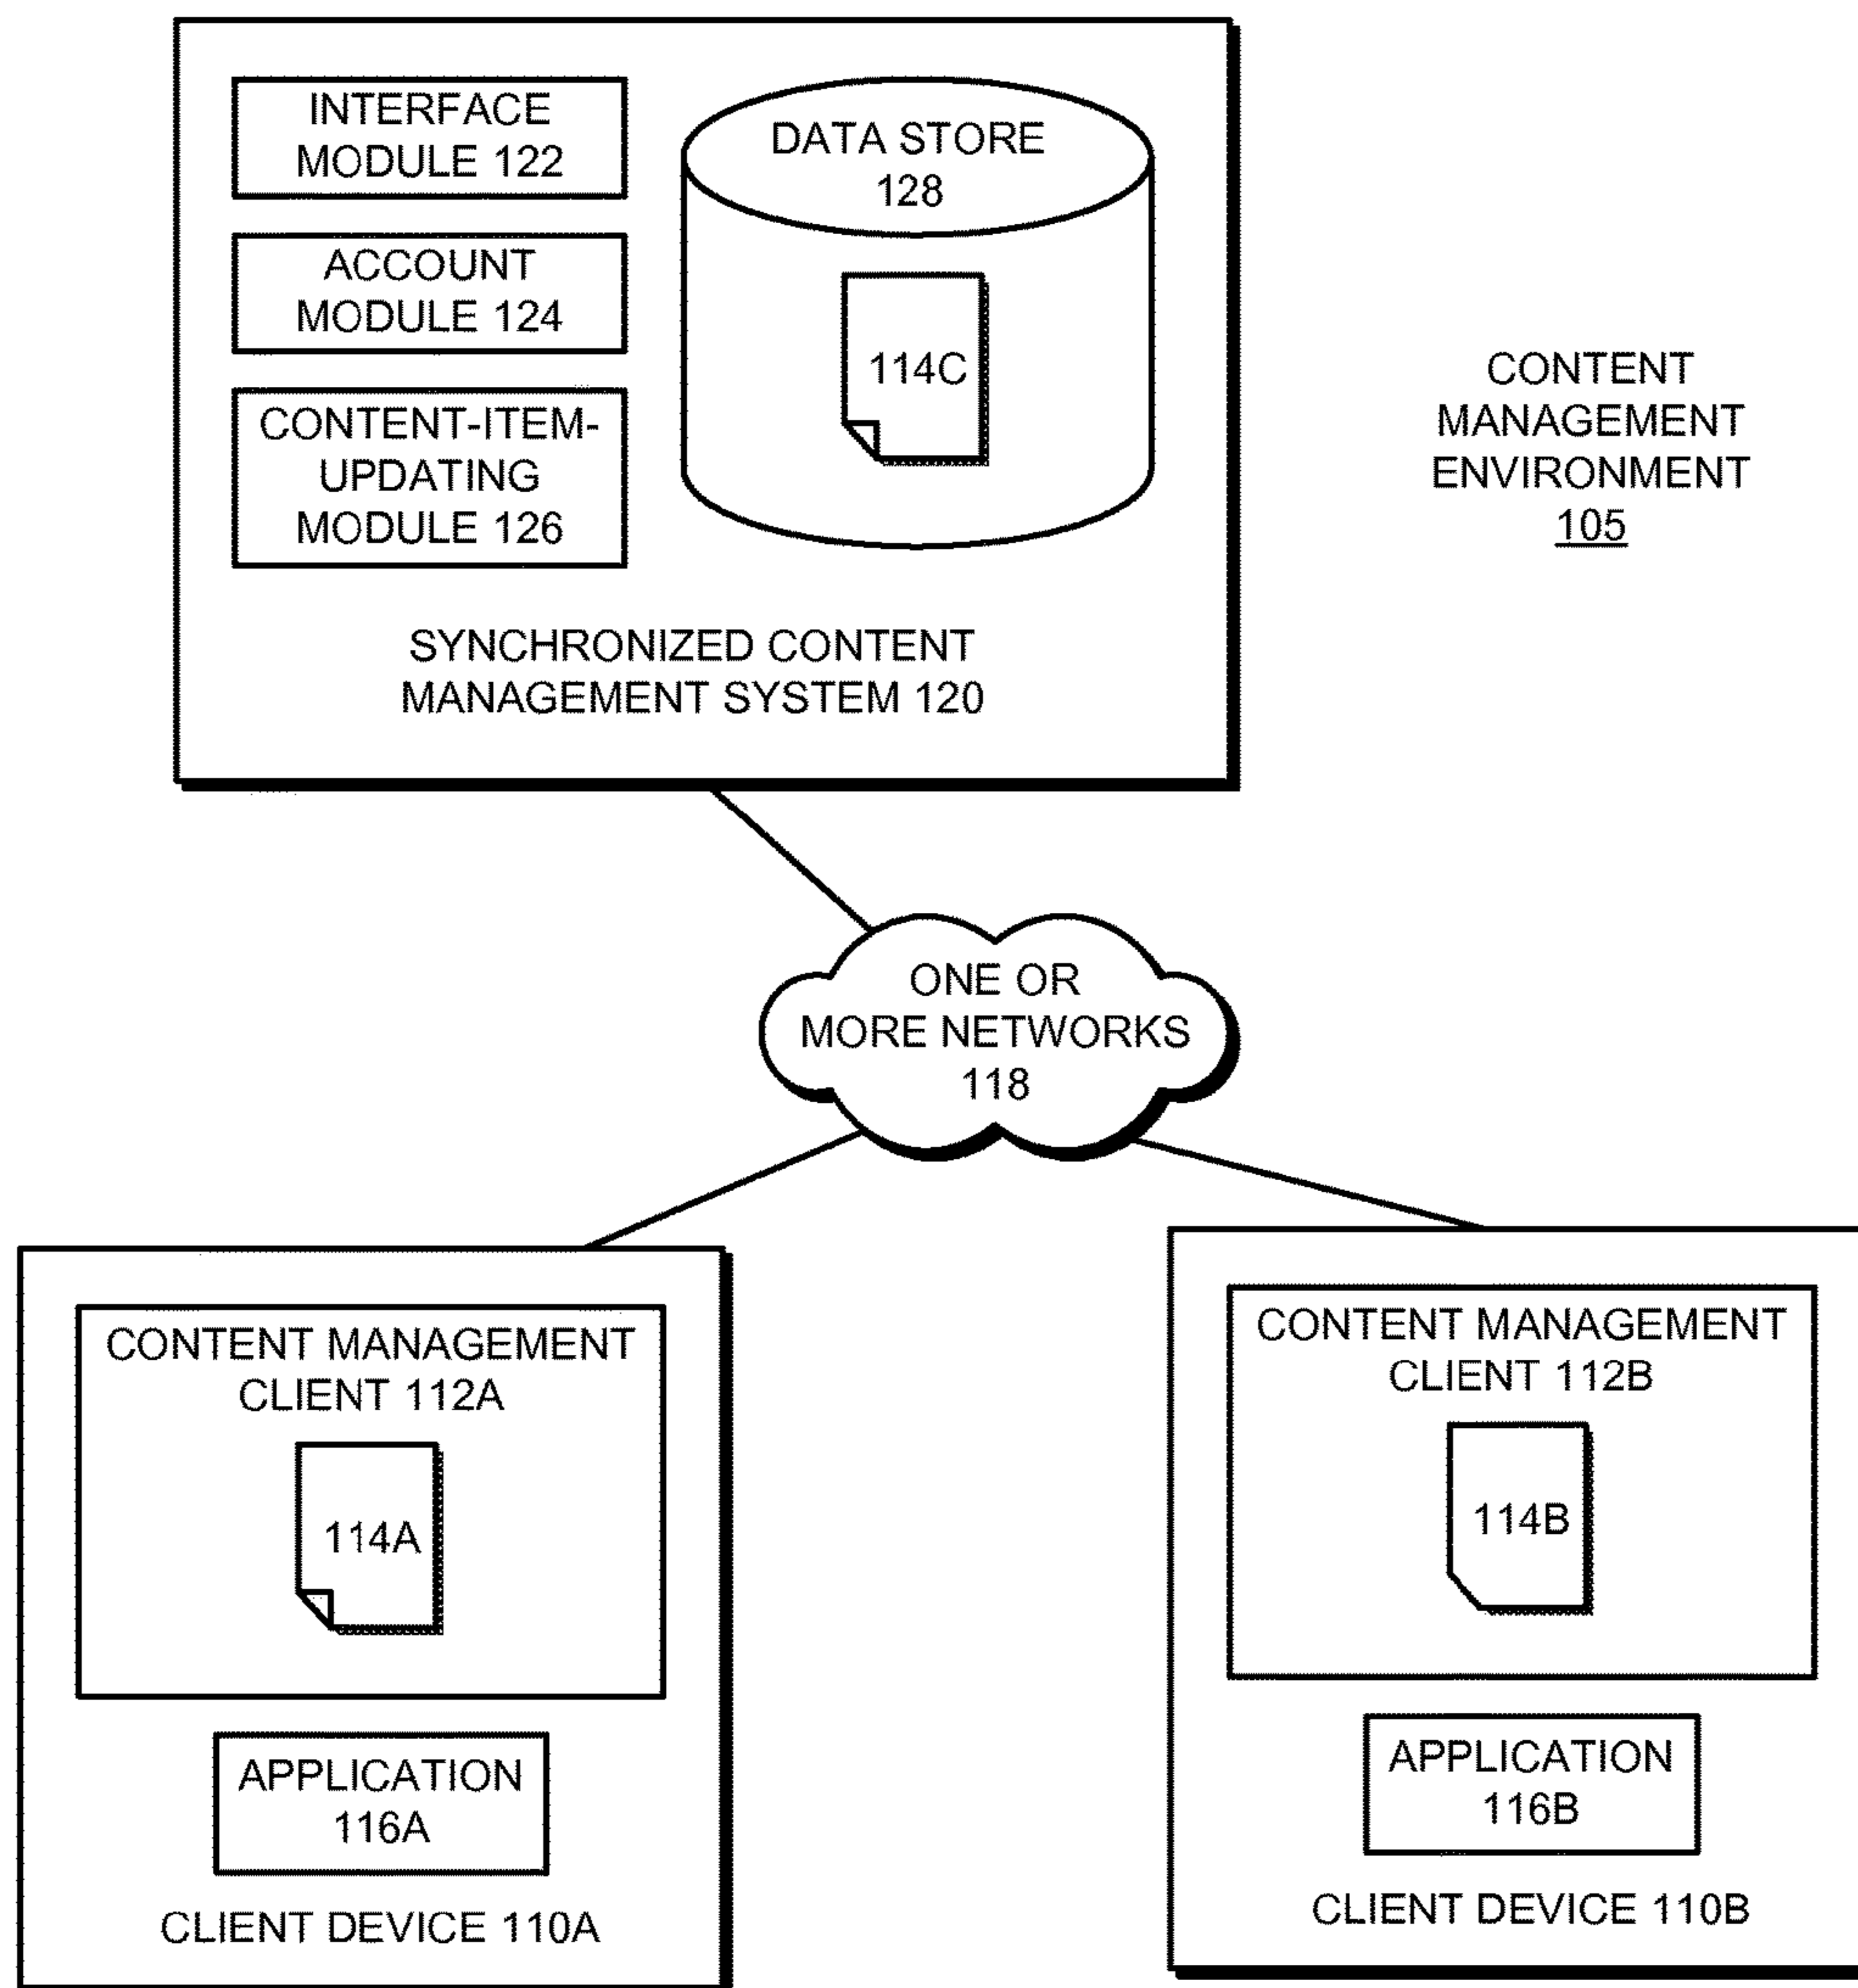 INTERFACE
MODULE 122
ACCOUNT
MODULE 124
CONTENT-ITEM-
UPDATING
MODULE 126
DATA STORE
128
114C
SYNCHRONIZED CONTENT
MANAGEMENT SYSTEM 120
CONTENT
MANAGEMENT
ENVIRONMENT
105
ONE OR
MORE NETWORKS
118
CONTENT MANAGEMENT
CLIENT 112A
114A
APPLICATION
116A
CLIENT DEVICE 110A
CONTENT MANAGEMENT
CLIENT 112B
114B
APPLICATION
116B
CLIENT DEVICE 110B